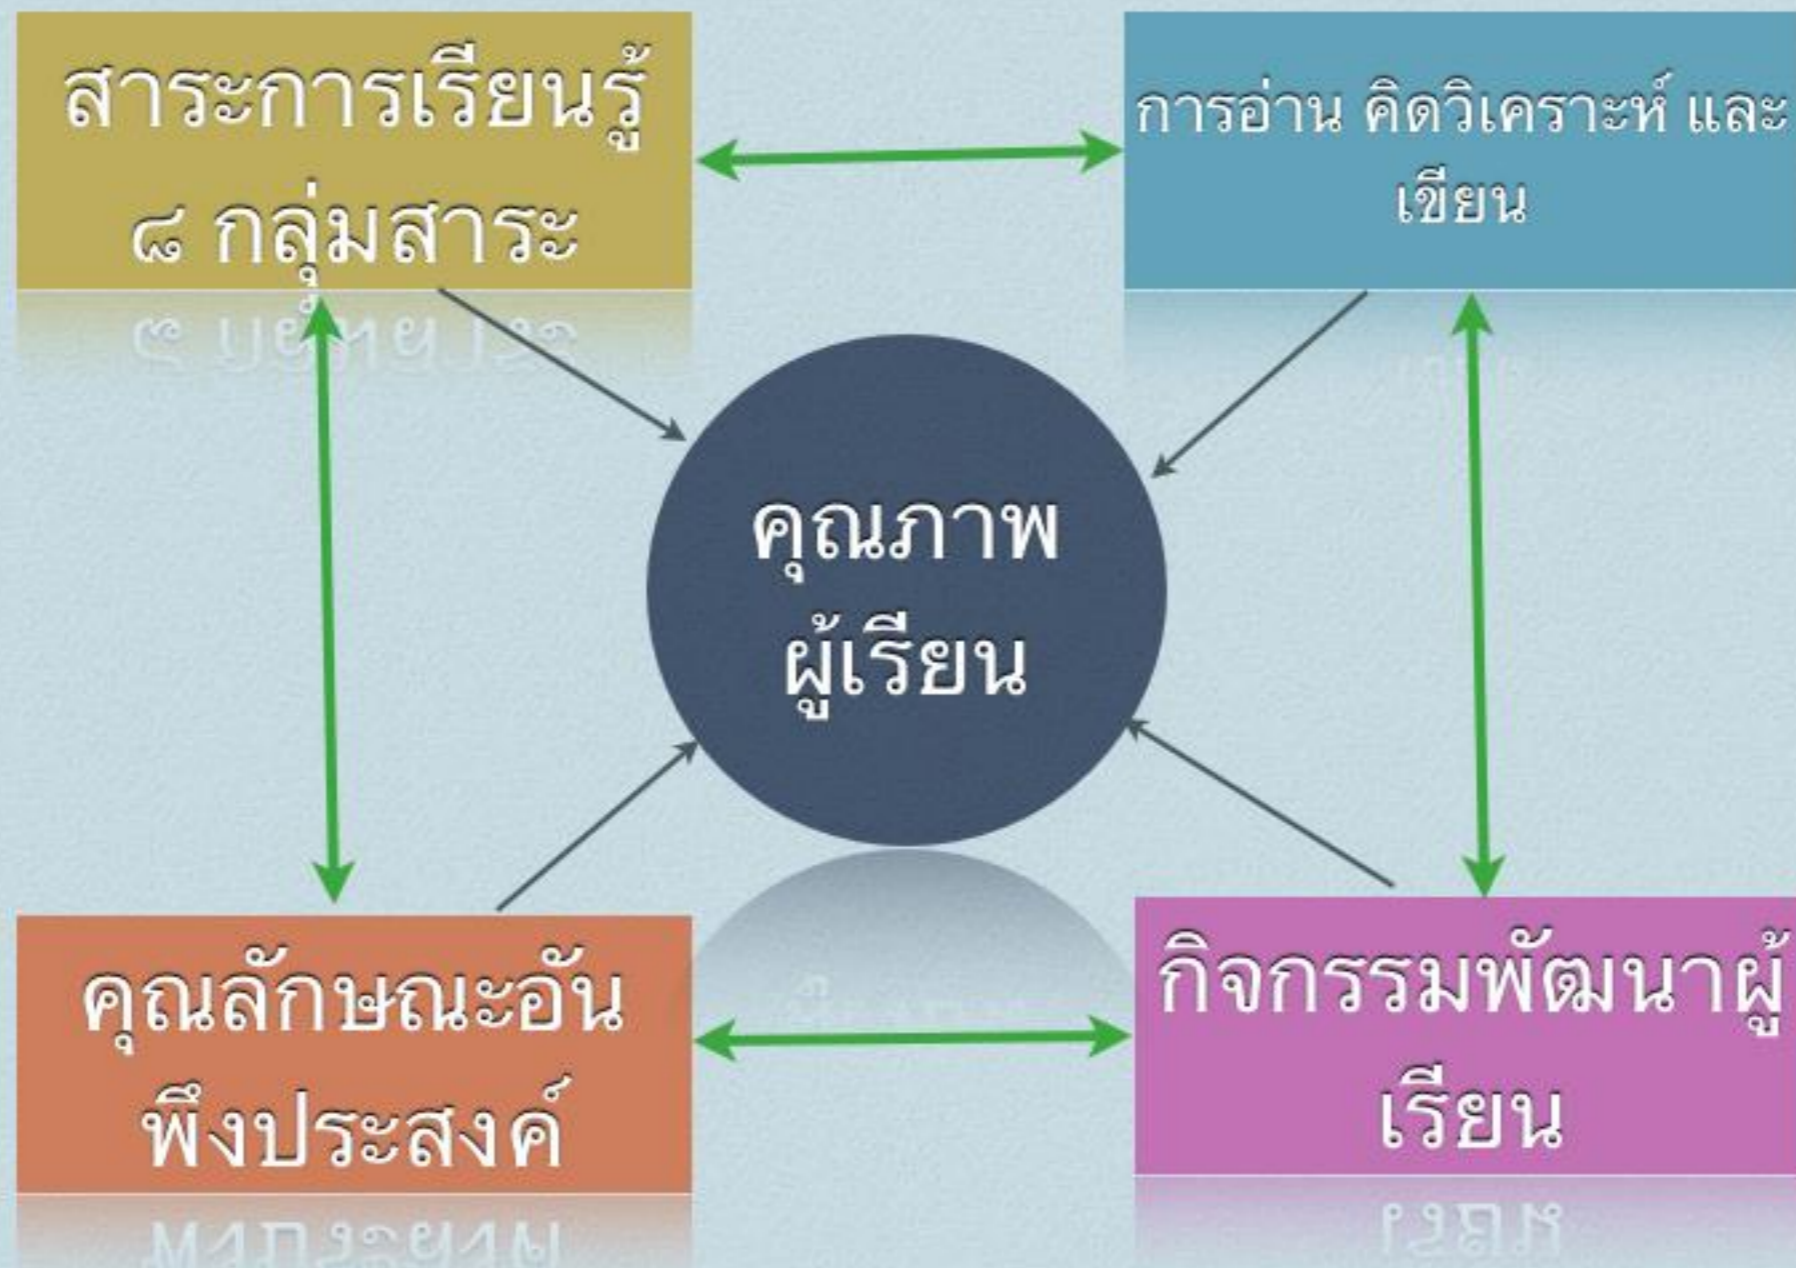 สาระการเรียนรู้
๘ กลุ่มสาระ
การอ่าน คิดวิเคราะห์ และ
เขียน
คุณภาพ
ผู้เรียน
คุณลักษณะอัน
พึงประสงค์
กิจกรรมพัฒนาผู้
เรียน